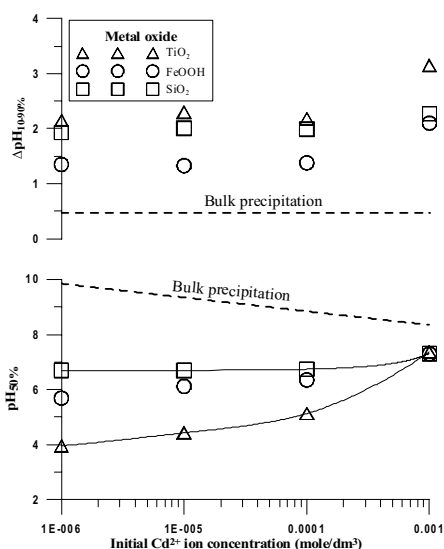 Metal oxide
TiO₂
FeOOH
SiO₂
4
3
2
1
0
ΔpH₁₀₋₉₀%
Bulk precipitation
10
8
6
4
2
pH₅₀%
Bulk precipitation
1E-006 1E-005 0.0001 0.001
Initial Cd²⁺ ion concentration (mole/dm³)